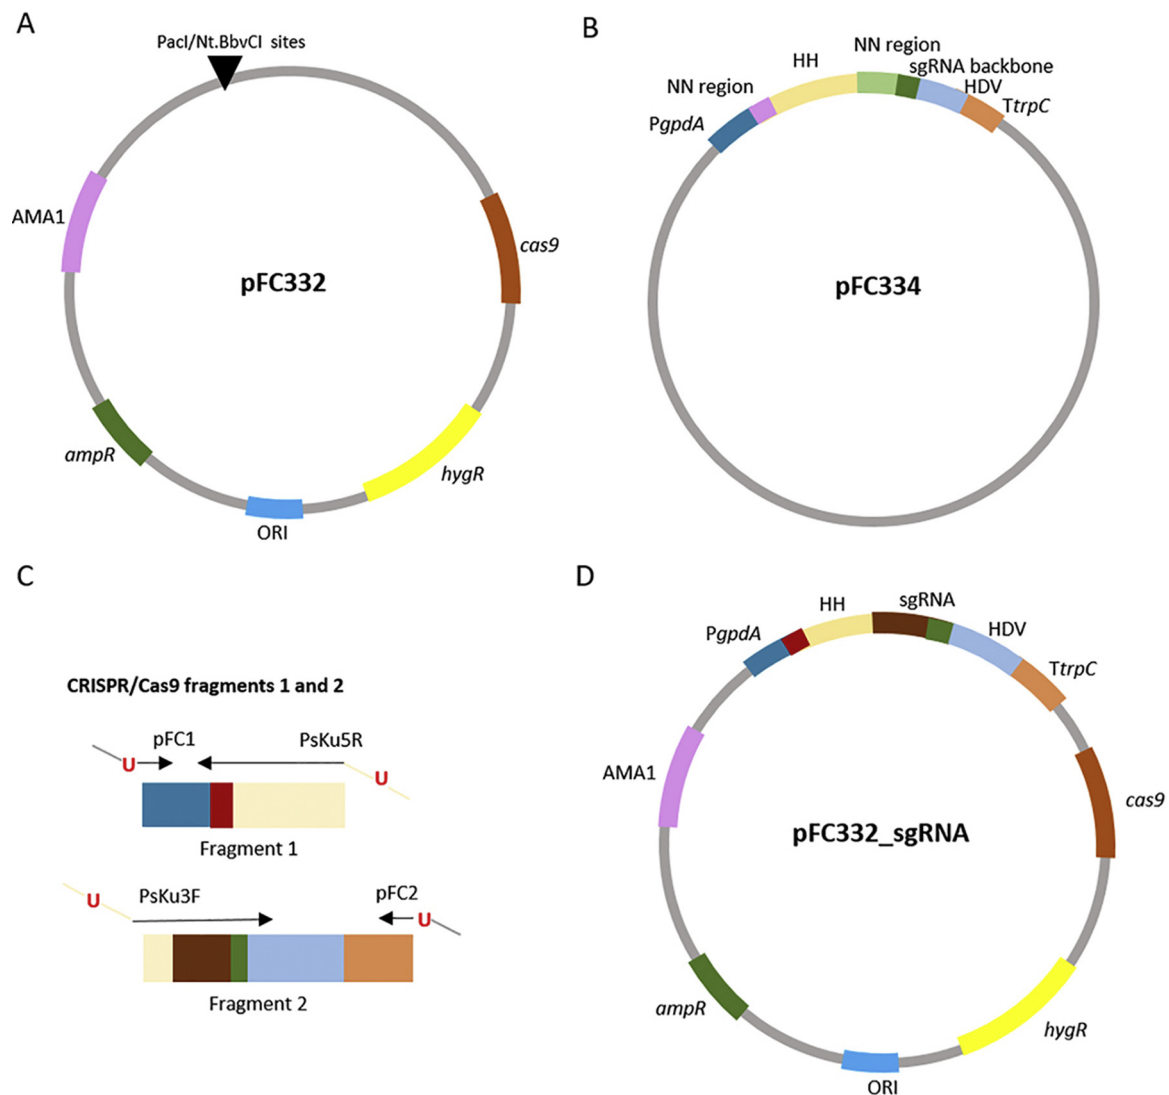 A
PacI/Nt.BbvCI sites
AMA1
cas9
pFC332
ampR
hygR
ORI
B
NN region
HH
sgRNA backbone
NN region
HDV
TtrpC
PgpdA
pFC334
C
CRISPR/Cas9 fragments 1 and 2
pFC1
PsKu5R
U
U
Fragment 1
PsKu3F
pFC2
U
U
Fragment 2
D
sgRNA
HH
HDV
PgpdA
TtrpC
AMA1
cas9
pFC332_sgRNA
ampR
hygR
ORI